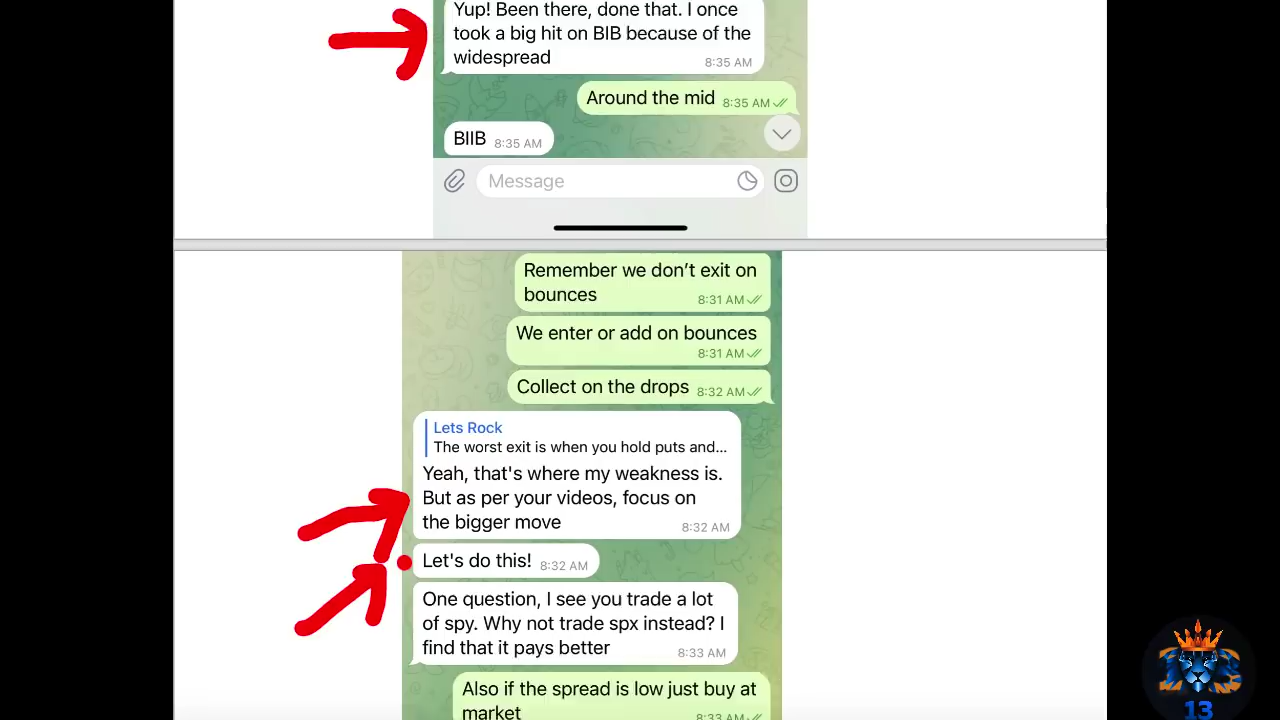 Yup! Been there, done that. I once
took a big hit on BIB because of the
widespread
8:35 AM
Around the mid 8:35 AM
BIIB 8:35 AM
Message
Remember we don’t exit on
bounces 8:31 AM
We enter or add on bounces
8:31 AM
Collect on the drops 8:32 AM
Lets Rock
The worst exit is when you hold puts and...
Yeah, that's where my weakness is.
But as per your videos, focus on
the bigger move 8:32 AM
Let's do this! 8:32 AM
One question, I see you trade a lot
of spy. Why not trade spx instead? I
find that it pays better 8:33 AM
Also if the spread is low just buy at
market 8:33 AM
13